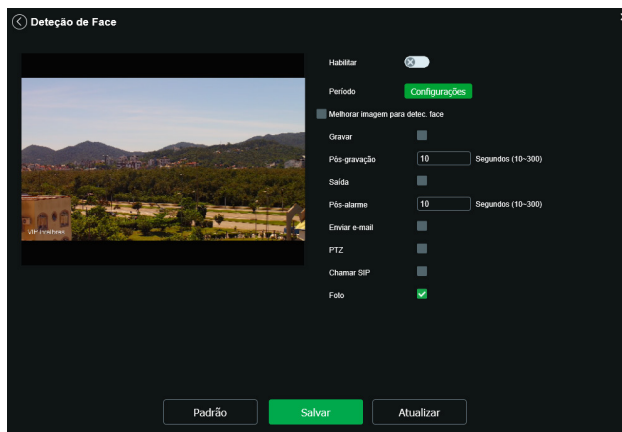 Deteção de Face
Habilitar
Período Configurações
Melhorar imagem para detec. face
Gravar
Pós-gravação 10 Segundos (10~300)
Saída
Pós-alarme 10 Segundos (10~300)
Enviar e-mail
PTZ
Chamar SIP
Foto
Padrão Salvar Atualizar